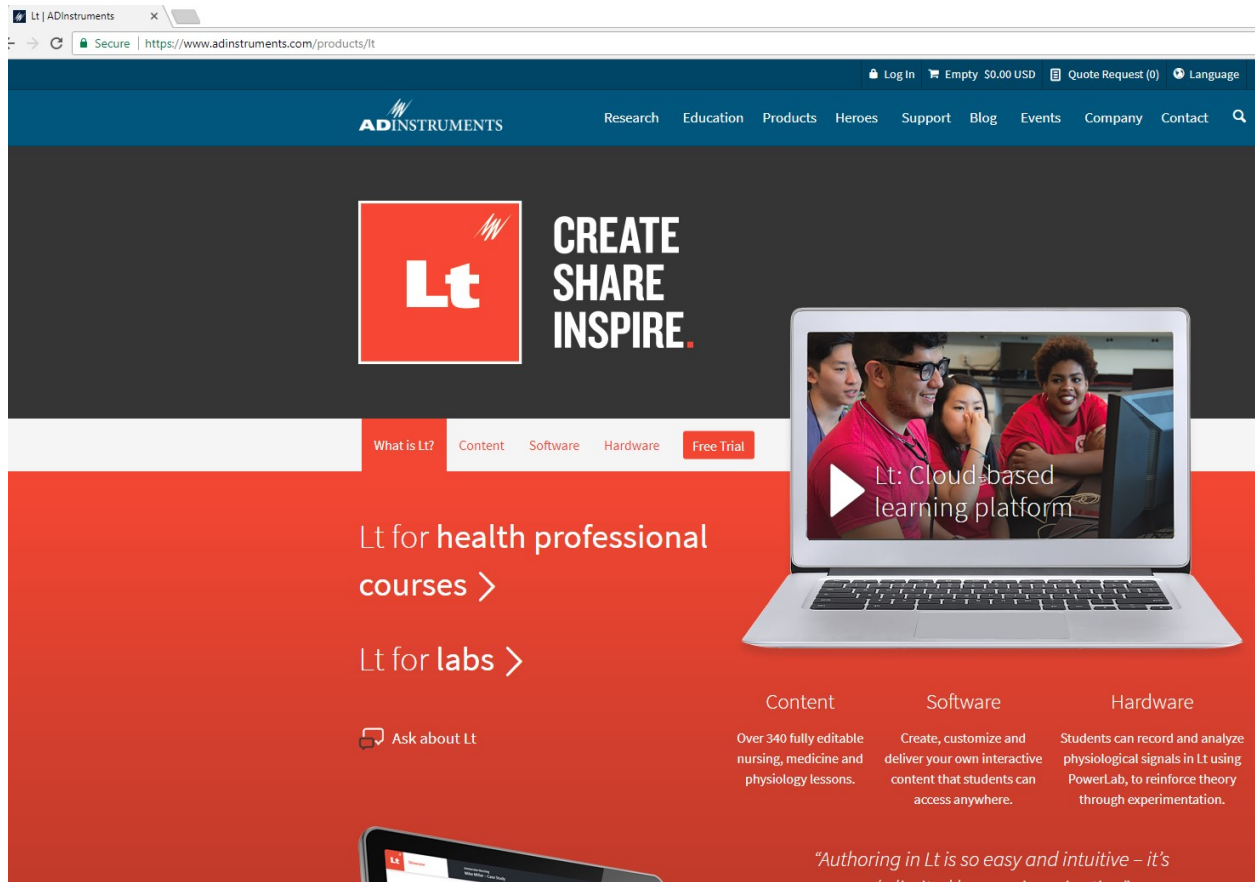 Lt | ADInstruments
Secure | https://www.adinstruments.com/products/lt
Log In Empty $0.00 USD Quote Request (0) Language
ADINSTRUMENTS
Research Education Products Heroes Support Blog Events Company Contact
Lt
CREATE
SHARE
INSPIRE.
What is Lt? Content Software Hardware Free Trial
Lt: Cloud-based
learning platform
Lt for health professional
courses
Lt for labs
Ask about Lt
Content
Over 340 fully editable
nursing, medicine and
physiology lessons.
Software
Create, customize and
deliver your own interactive
content that students can
access anywhere.
Hardware
Students can record and analyze
physiological signals in Lt using
PowerLab, to reinforce theory
through experimentation.
“Authoring in Lt is so easy and intuitive – it’s
Lt